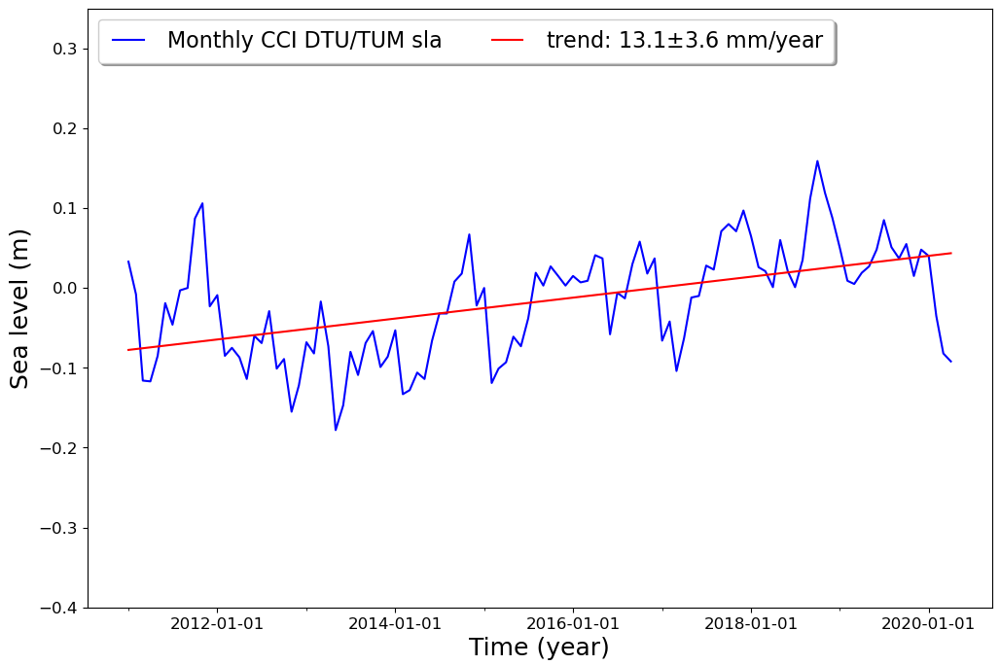 Monthly CCI DTU/TUM sla trend: 13.1±3.6 mm/year
0.3
0.2
0.1
0.0
−0.1
−0.2
−0.3
−0.4
Sea level (m)
2012-01-01 2014-01-01 2016-01-01 2018-01-01 2020-01-01
Time (year)